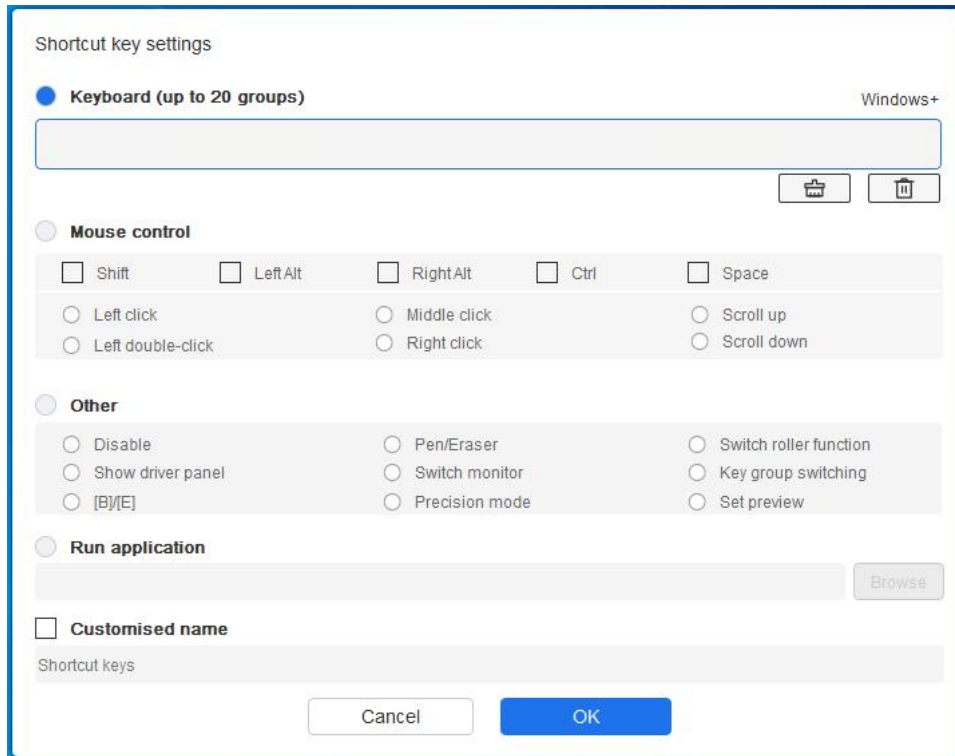 Shortcut key settings
Keyboard (up to 20 groups)
Windows+
Mouse control
Shift Left Alt Right Alt Ctrl Space
Left click Middle click Scroll up
Left double-click Right click Scroll down
Other
Disable Pen/Eraser Switch roller function
Show driver panel Switch monitor Key group switching
[B]/[E] Precision mode Set preview
Run application
Browse
Customised name
Shortcut keys
Cancel OK